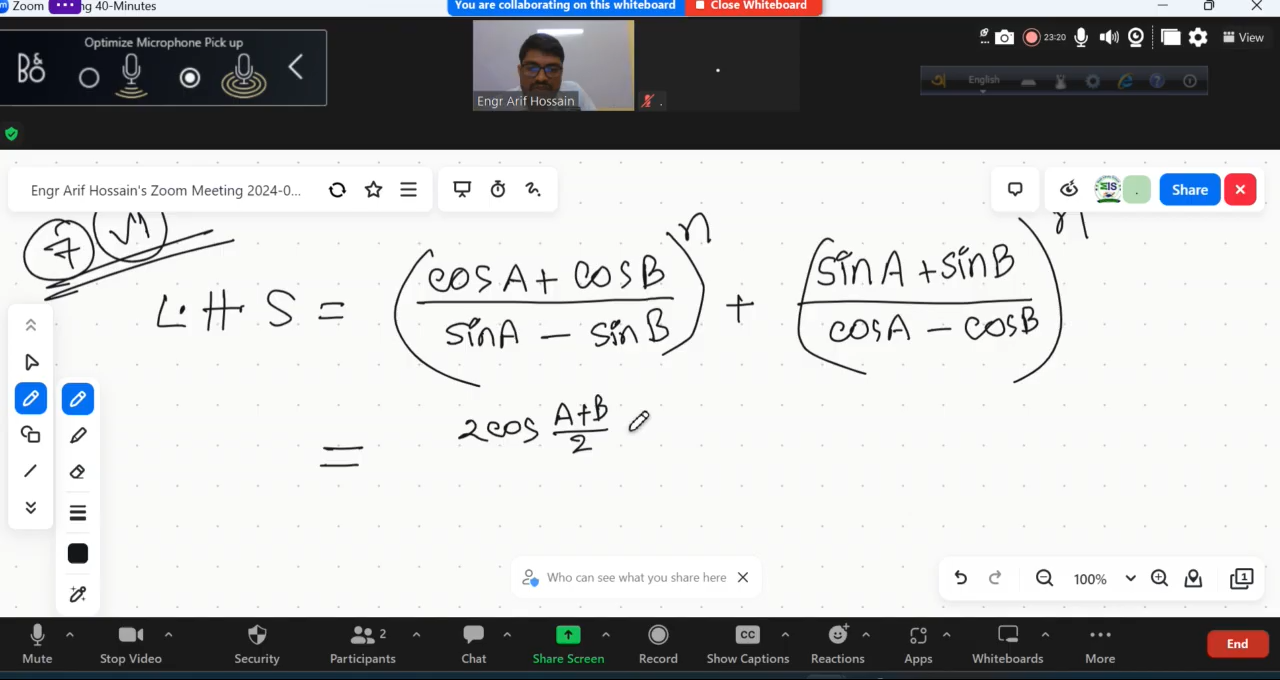 Zoom ng 40-Minutes
You are collaborating on this whiteboard Close Whiteboard
Optimize Microphone Pick up
B&O
Engr Arif Hossain
.
23:20
View
English
Engr Arif Hossain's Zoom Meeting 2024-0...
Share
7 VI
L.H.S = (cosA + cosB / sinA − sinB)^n + (sinA + sinB / cosA − cosB)^n
= 2cos A+B/2
Who can see what you share here
100%
1
Mute Stop Video Security Participants 2 Chat Share Screen Record CC Show Captions Reactions Apps Whiteboards More End